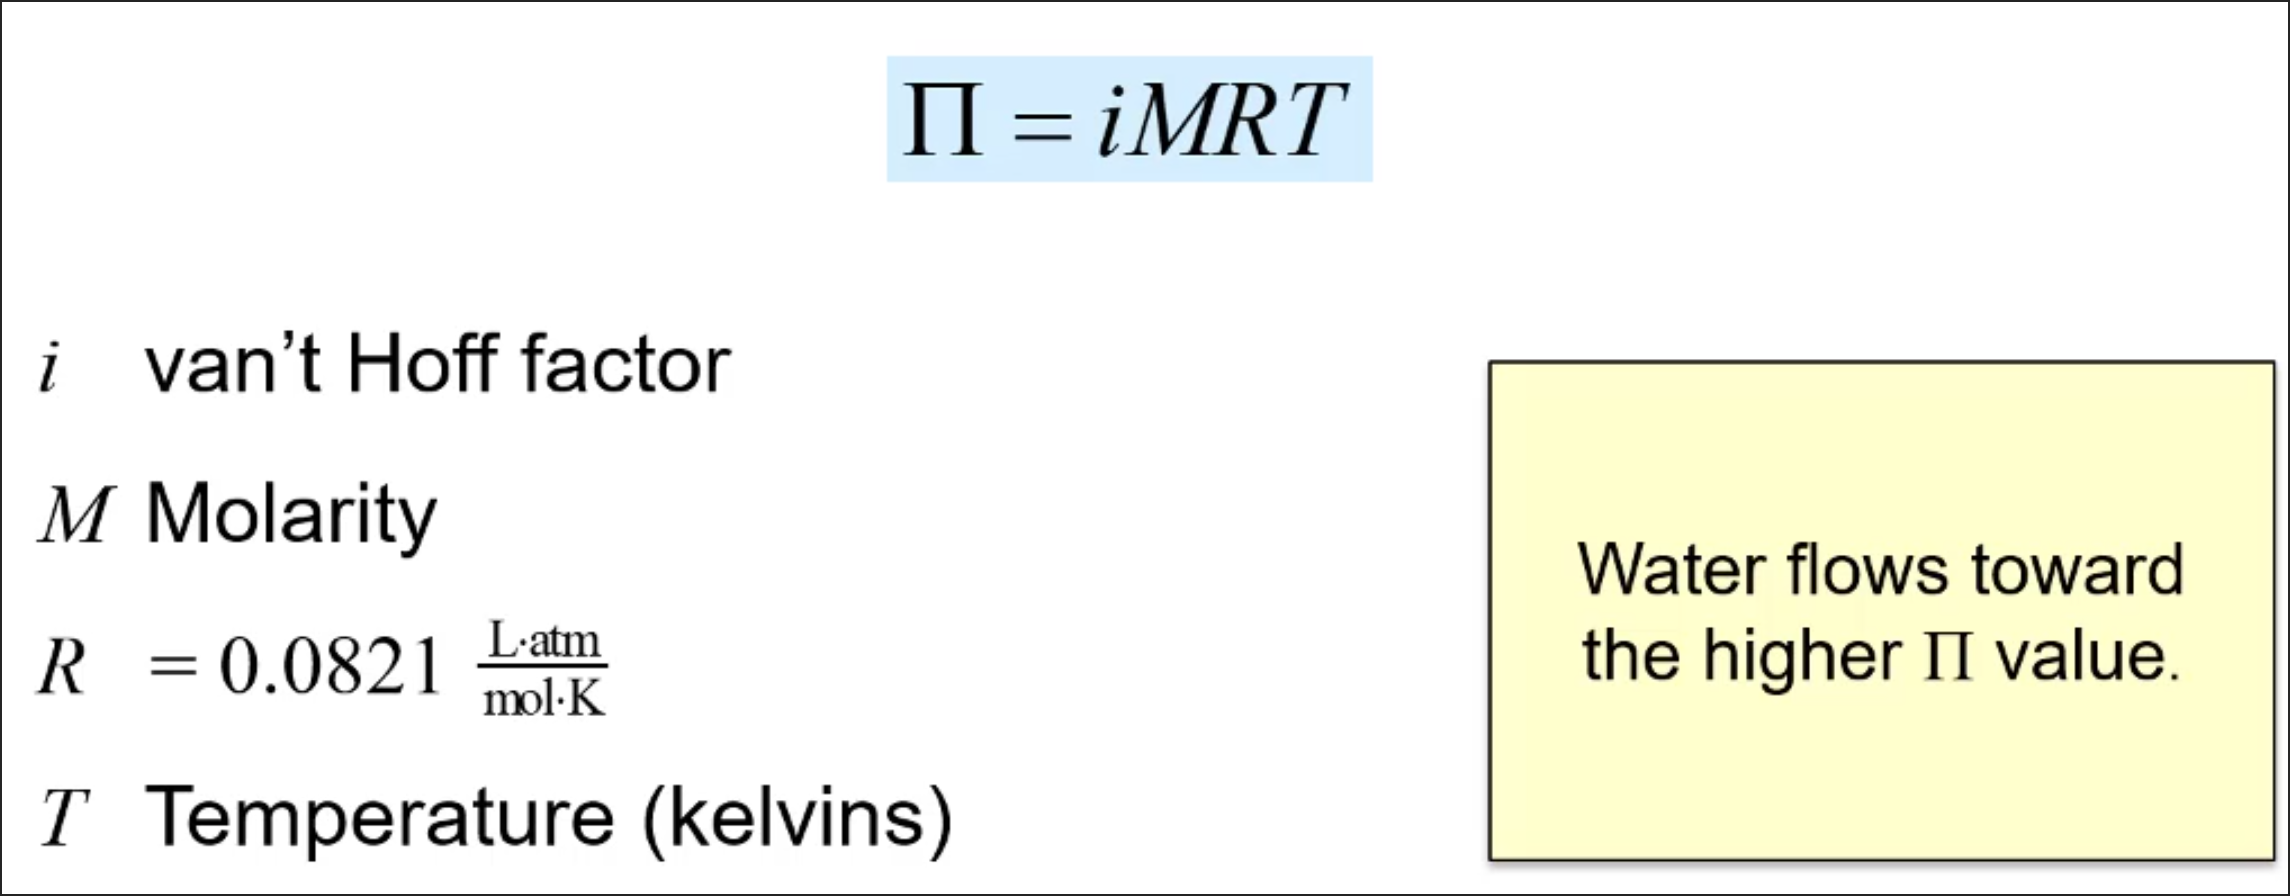 Π = iMRT
i van’t Hoff factor
M Molarity
R = 0.0821 L·atm/mol·K
T Temperature (kelvins)
Water flows toward
the higher Π value.